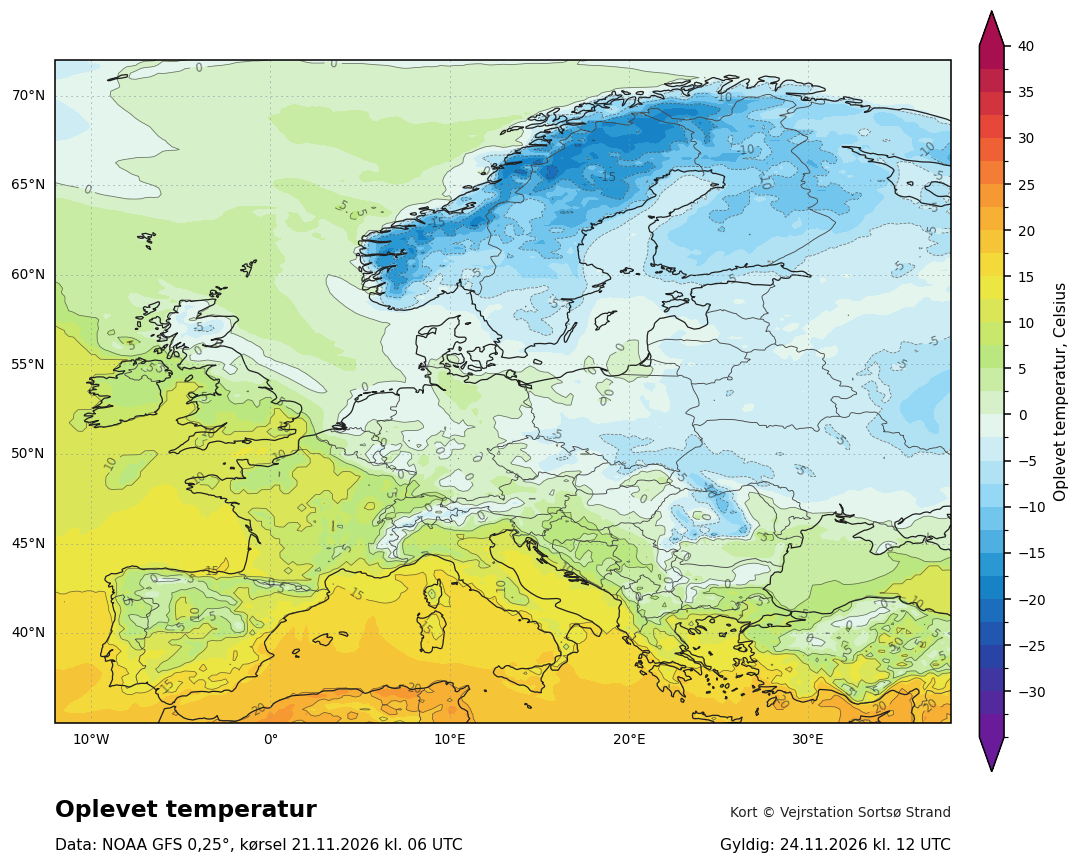 70°N
65°N
60°N
55°N
50°N
45°N
40°N
10°W
0°
10°E
20°E
30°E
40
35
30
25
20
15
10
5
0
−5
−10
−15
−20
−25
−30
Oplevet temperatur, Celsius
Oplevet temperatur
Kort © Vejrstation Sortsø Strand
Data: NOAA GFS 0,25°, kørsel 21.11.2026 kl. 06 UTC
Gyldig: 24.11.2026 kl. 12 UTC